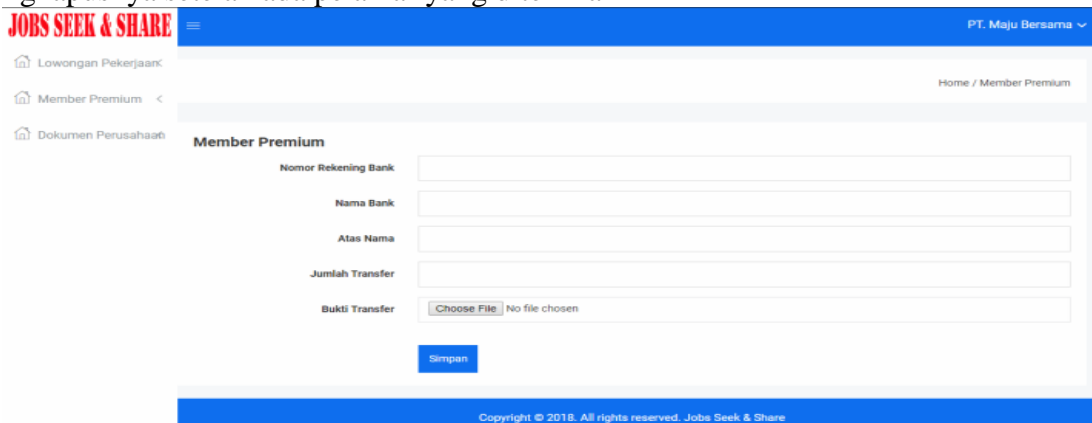 JOBS SEEK & SHARE
PT. Maju Bersama
Lowongan Pekerjaan
Home / Member Premium
Member Premium
Dokumen Perusahaan
Member Premium
Nomor Rekening Bank
Nama Bank
Atas Nama
Jumlah Transfer
Bukti Transfer Choose File No file chosen
Simpan
Copyright © 2018. All rights reserved. Jobs Seek & Share